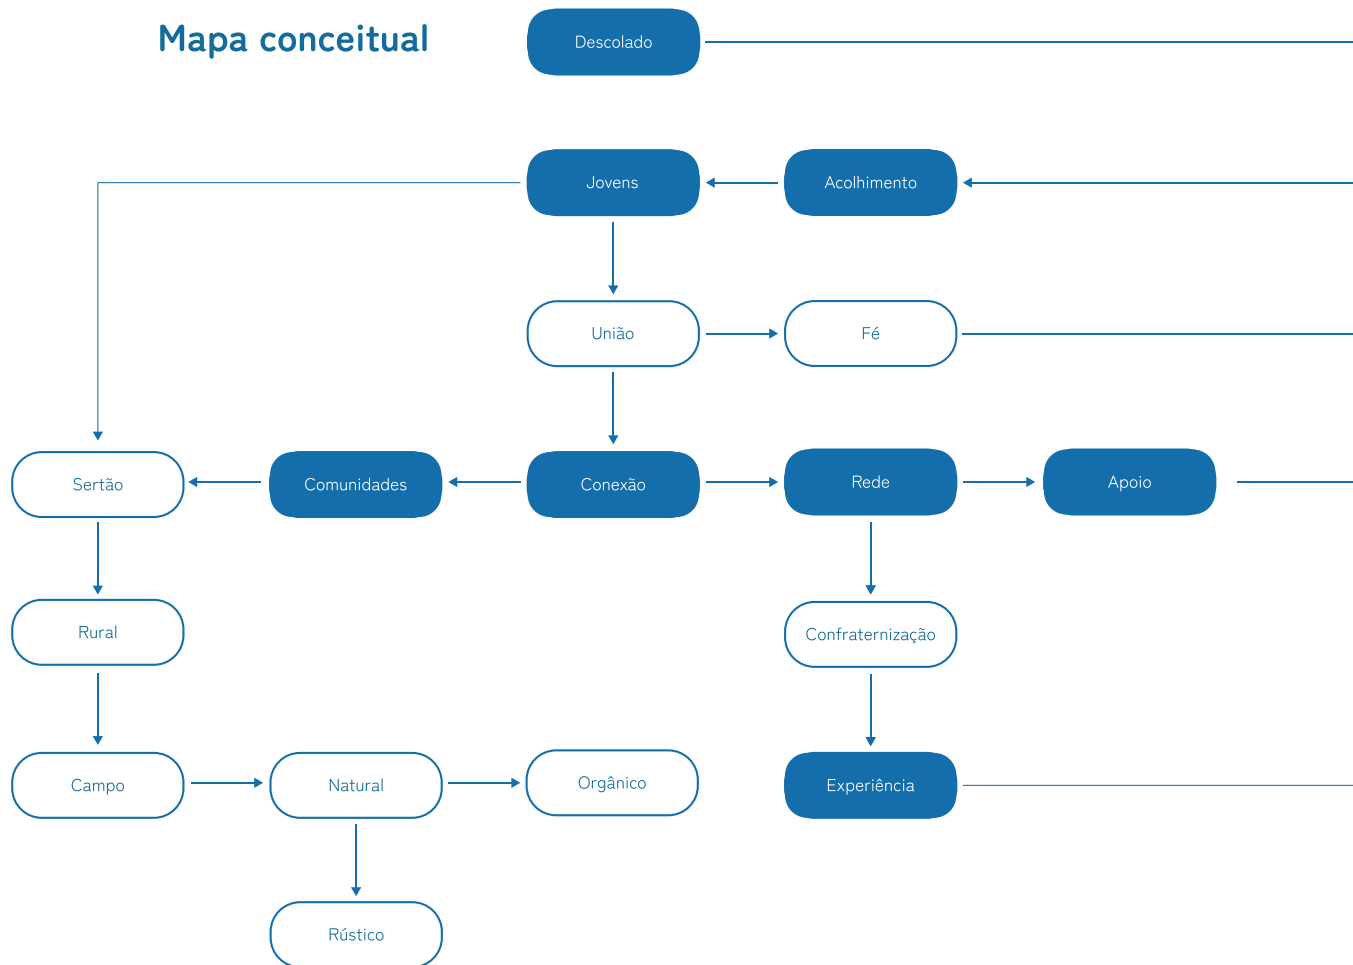 Mapa conceitual
Descolado
Jovens
Acolhimento
União
Fé
Sertão
Comunidades
Conexão
Rede
Apoio
Rural
Confraternização
Campo
Natural
Orgânico
Experiência
Rústico